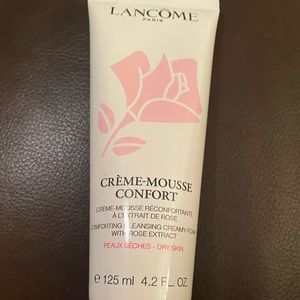 LANCÔME
PARIS
CRÈME-MOUSSE
CONFORT
CRÈME-MOUSSE RÉCONFORTANTE
À L'EXTRAIT DE ROSE
COMFORTING CLEANSING CREAMY FOAM
WITH ROSE EXTRACT
PEAUX SÈCHES - DRY SKIN
℮ 125 ml 4.2 FL. OZ.